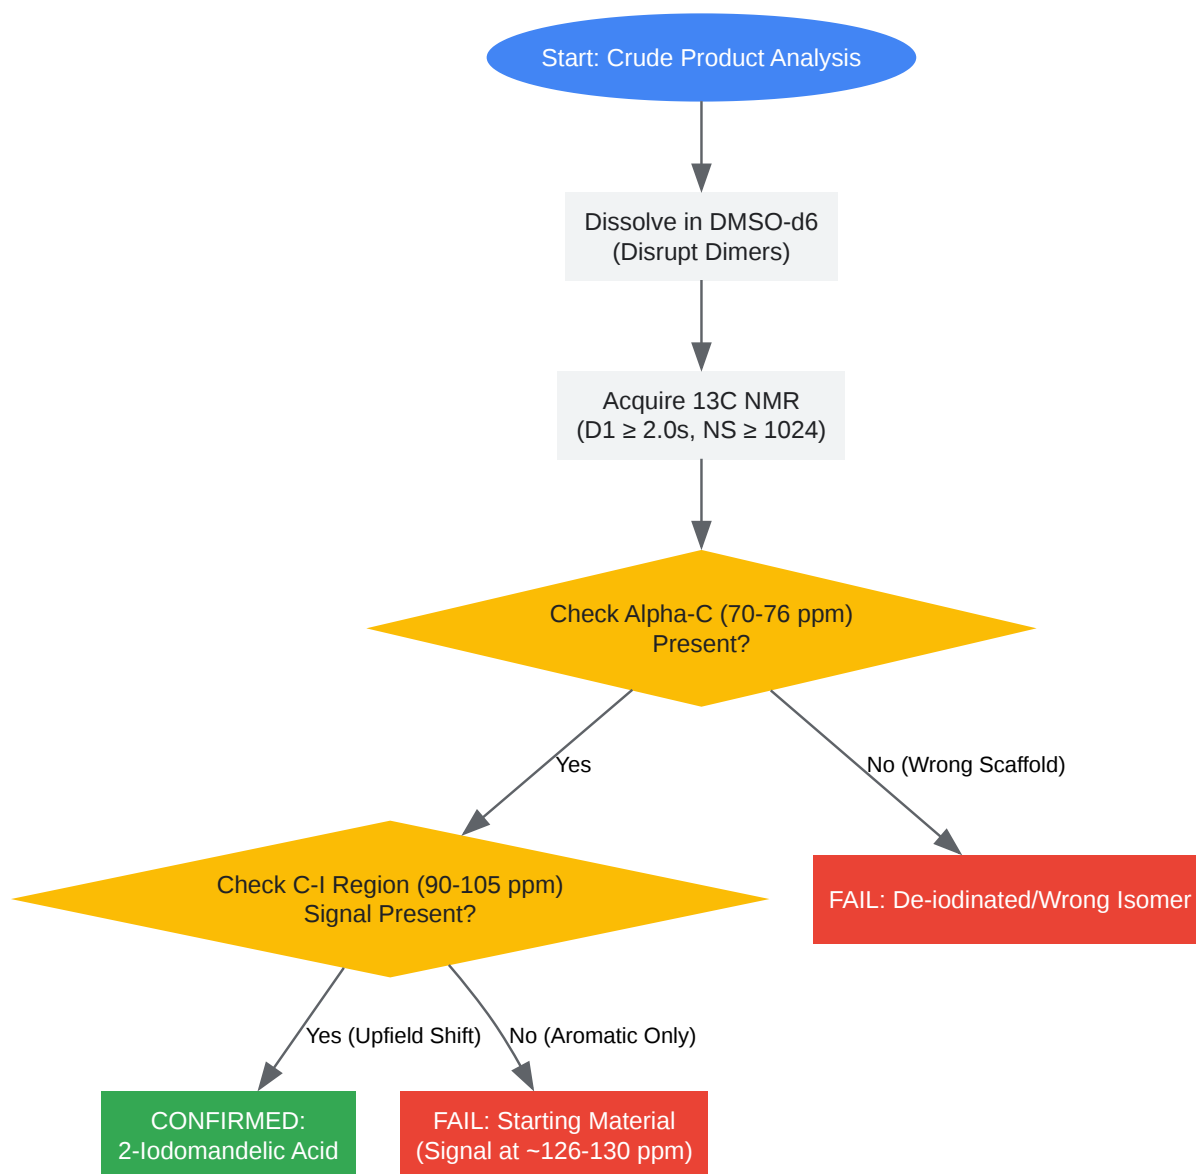 Start: Crude Product Analysis
Dissolve in DMSO-d6
(Disrupt Dimers)
Acquire 13C NMR
(D1 ≥ 2.0s, NS ≥ 1024)
Check Alpha-C (70-76 ppm)
Present?
Yes
No (Wrong Scaffold)
Check C-I Region (90-105 ppm)
Signal Present?
FAIL: De-iodinated/Wrong Isomer
Yes (Upfield Shift)
No (Aromatic Only)
CONFIRMED:
2-Iodomandelic Acid
FAIL: Starting Material
(Signal at ~126-130 ppm)